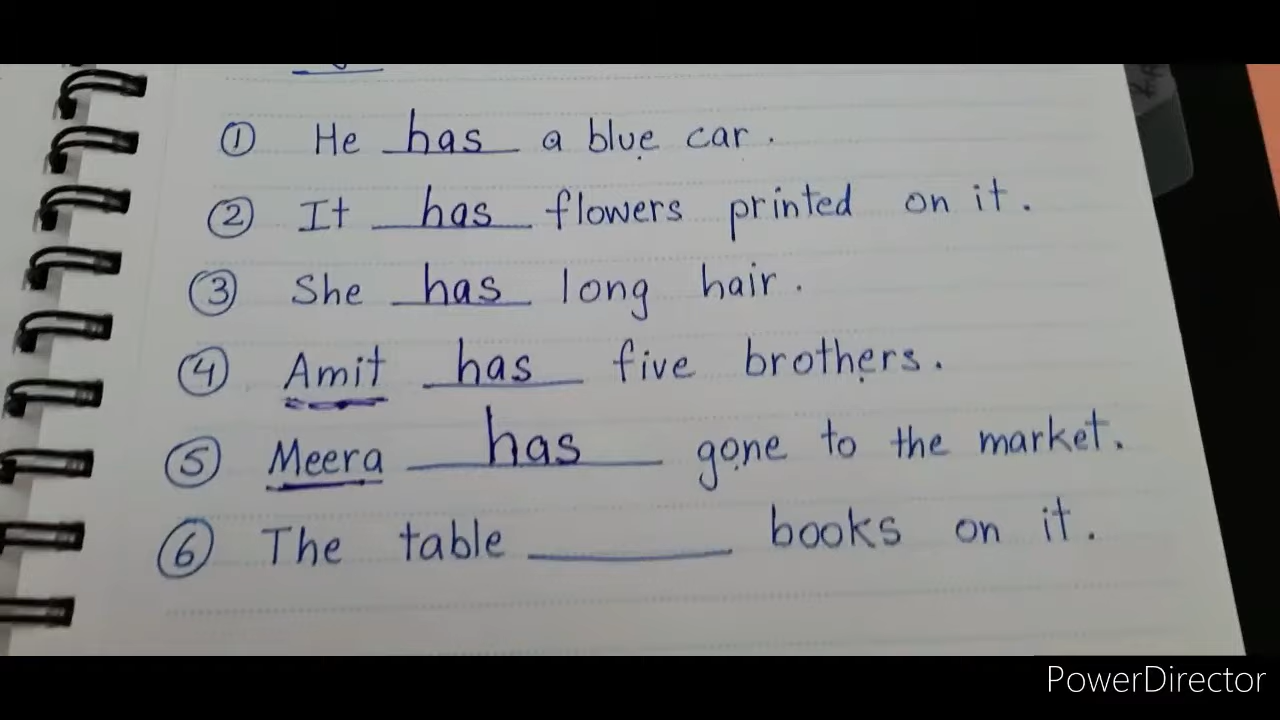 ① He has a blue car.
② It has flowers printed on it.
③ She has long hair.
④ Amit has five brothers.
⑤ Meera has gone to the market.
⑥ The table ________ books on it.
PowerDirector